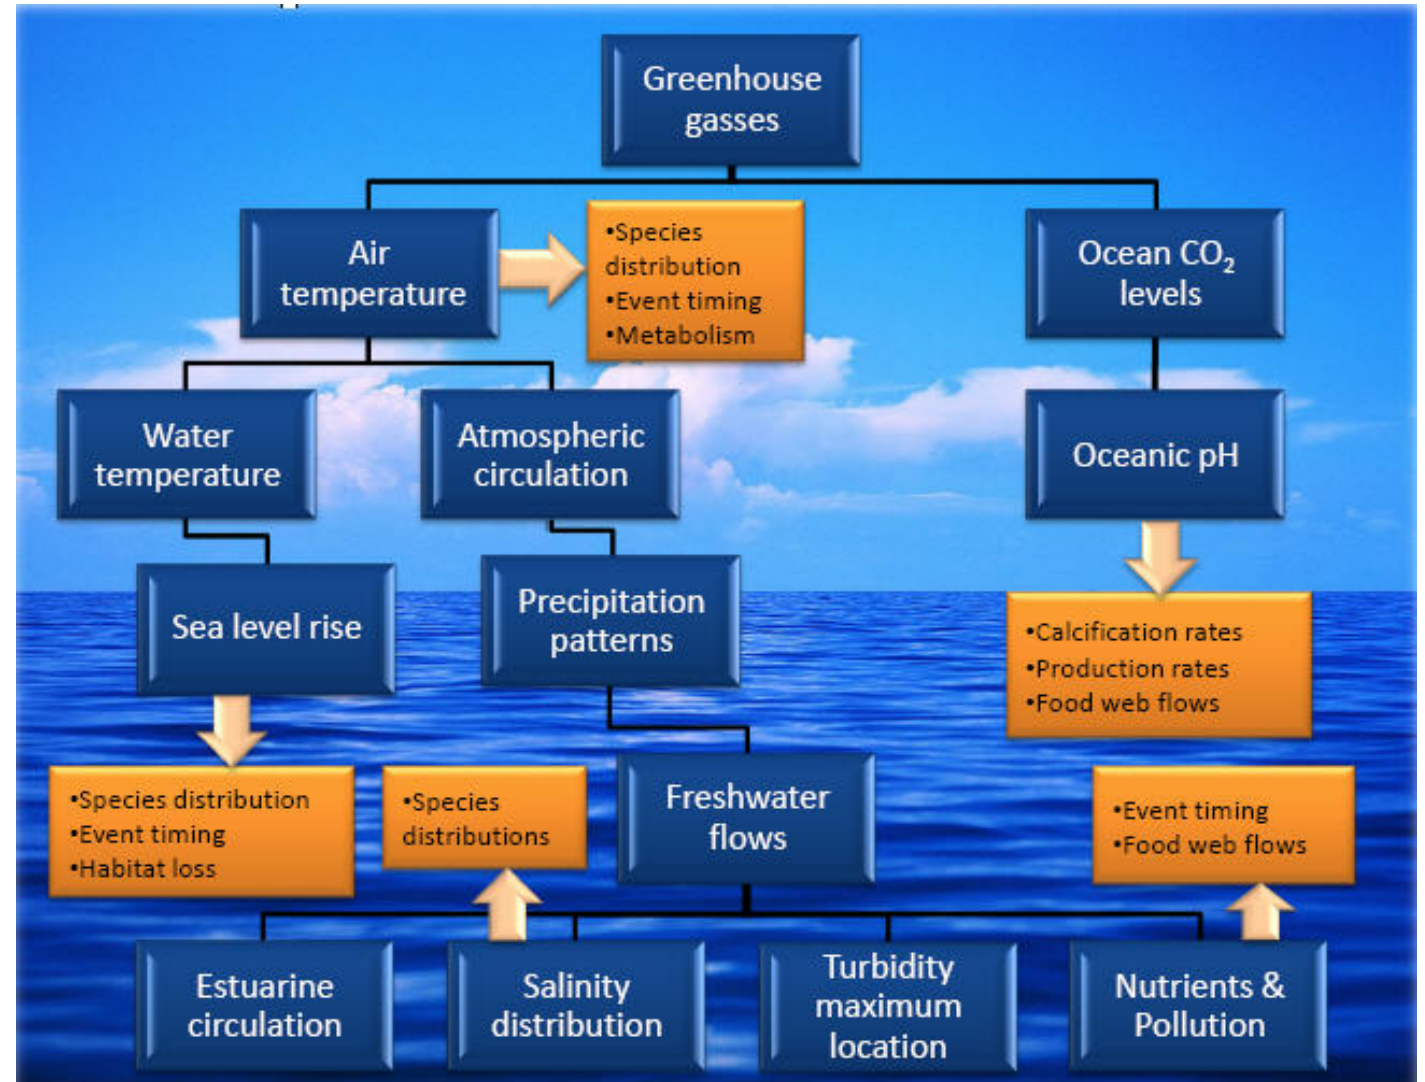 Greenhouse
gasses
Air
temperature
•Species
distribution
•Event timing
•Metabolism
Ocean CO₂
levels
Water
temperature
Atmospheric
circulation
Oceanic pH
Sea level rise
Precipitation
patterns
•Calcification rates
•Production rates
•Food web flows
•Species distribution
•Event timing
•Habitat loss
•Species
distributions
Freshwater
flows
•Event timing
•Food web flows
Estuarine
circulation
Salinity
distribution
Turbidity
maximum
location
Nutrients &
Pollution